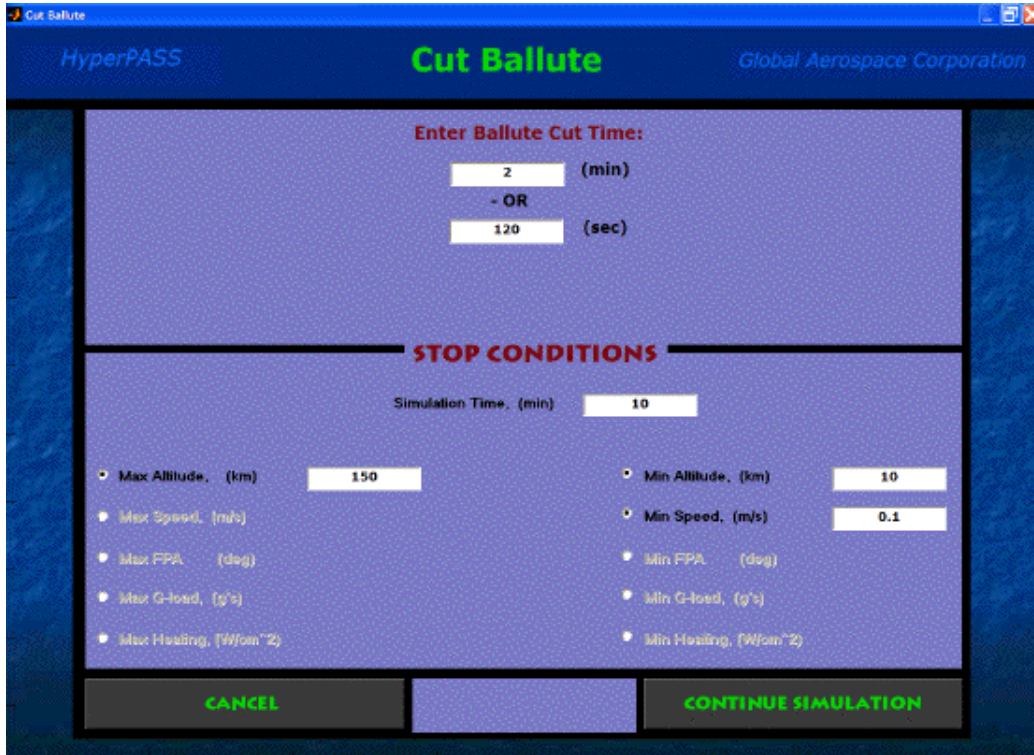 Cut Ballute
HyperPASS Cut Ballute Global Aerospace Corporation
Enter Ballute Cut Time:
2 (min)
- OR
120 (sec)
STOP CONDITIONS
Simulation Time, (min) 10
Max Altitude, (km) 150 Min Altitude, (km) 10
Max Speed, (m/s) Min Speed, (m/s) 0.1
Max FPA (deg) Min FPA (deg)
Max G-load, (g's) Min G-load, (g's)
Max Heating, (W/cm^2) Min Heating, (W/cm^2)
CANCEL CONTINUE SIMULATION